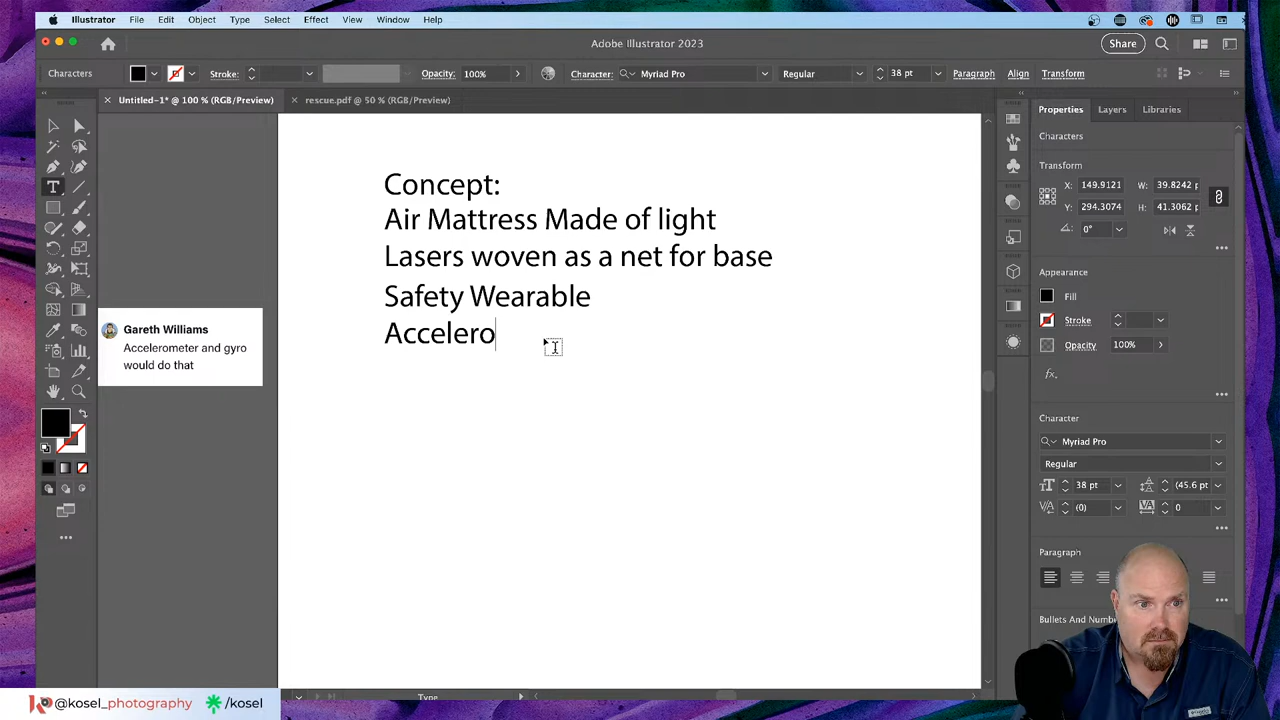 Illustrator File Edit Object Type Select Effect View Window Help
Adobe Illustrator 2023
Share
Characters Stroke: Opacity: 100% Character: Myriad Pro Regular 38 pt Paragraph Align Transform
Untitled-1* @ 100 % (RGB/Preview) rescue.pdf @ 50 % (RGB/Preview)
Properties Layers Libraries
Characters
Transform
X: 149.9121 W: 39.8242 p
Y: 294.3074 H: 41.3062 p
0°
Appearance
Fill
Stroke
Opacity 100%
fx.
Character
Myriad Pro
Regular
38 pt (45.6 p
(0) 0
Paragraph
Bullets And Numb
Concept:
Air Mattress Made of light
Lasers woven as a net for base
Safety Wearable
Accelero
Gareth Williams
Accelerometer and gyro
would do that
Type
@kosel_photography /kosel